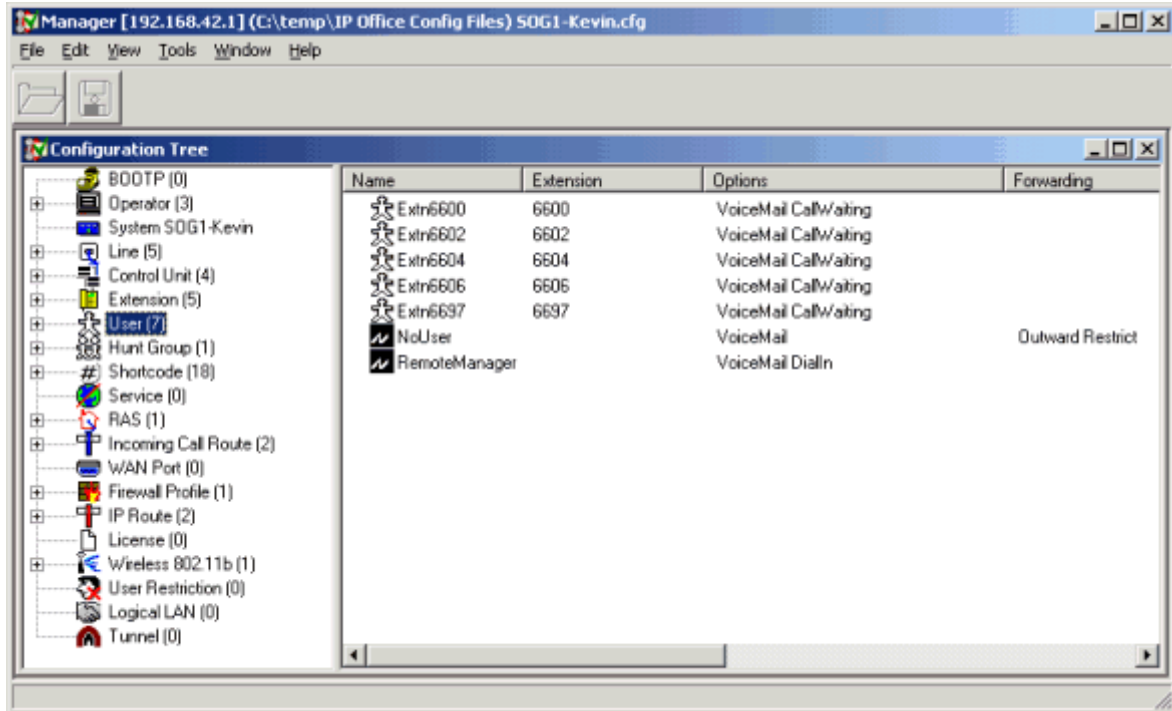 Manager [192.168.42.1] (C:\temp\IP Office Config Files) SOG1-Kevin.cfg
File Edit View Tools Window Help
Configuration Tree
BOOTP (0)
Operator (3)
System SOG1-Kevin
Line (5)
Control Unit (4)
Extension (5)
User (7)
Hunt Group (1)
Shortcode (18)
Service (0)
RAS (1)
Incoming Call Route (2)
WAN Port (0)
Firewall Profile (1)
IP Route (2)
License (0)
Wireless 802.11b (1)
User Restriction (0)
Logical LAN (0)
Tunnel (0)
Name Extension Options Forwarding
Extn6600 6600 VoiceMail CallWaiting
Extn6602 6602 VoiceMail CallWaiting
Extn6604 6604 VoiceMail CallWaiting
Extn6606 6606 VoiceMail CallWaiting
Extn6697 6697 VoiceMail CallWaiting
NoUser VoiceMail Outward Restrict
RemoteManager VoiceMail DialIn